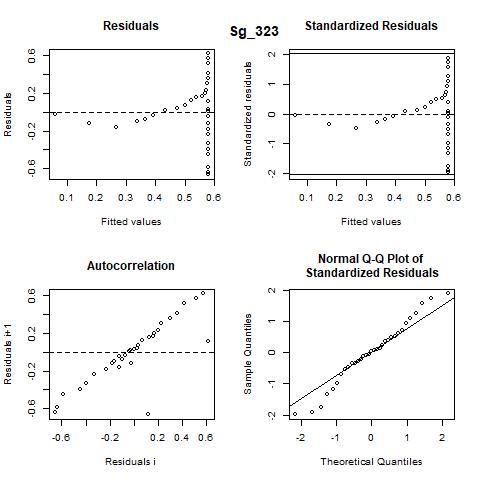 Sg_323
Residuals
Residuals
0.6
0.2
-0.2
-0.6
0.1 0.2 0.3 0.4 0.5 0.6
Fitted values
Standardized Residuals
Standardized residuals
2
1
0
-1
-2
0.1 0.2 0.3 0.4 0.5 0.6
Fitted values
Autocorrelation
Residuals i+1
0.6
0.2
-0.2
-0.6
-0.6 -0.2 0.2 0.4 0.6
Residuals i
Normal Q-Q Plot of
Standardized Residuals
Sample Quantiles
2
1
0
-1
-2
-2 -1 0 1 2
Theoretical Quantiles